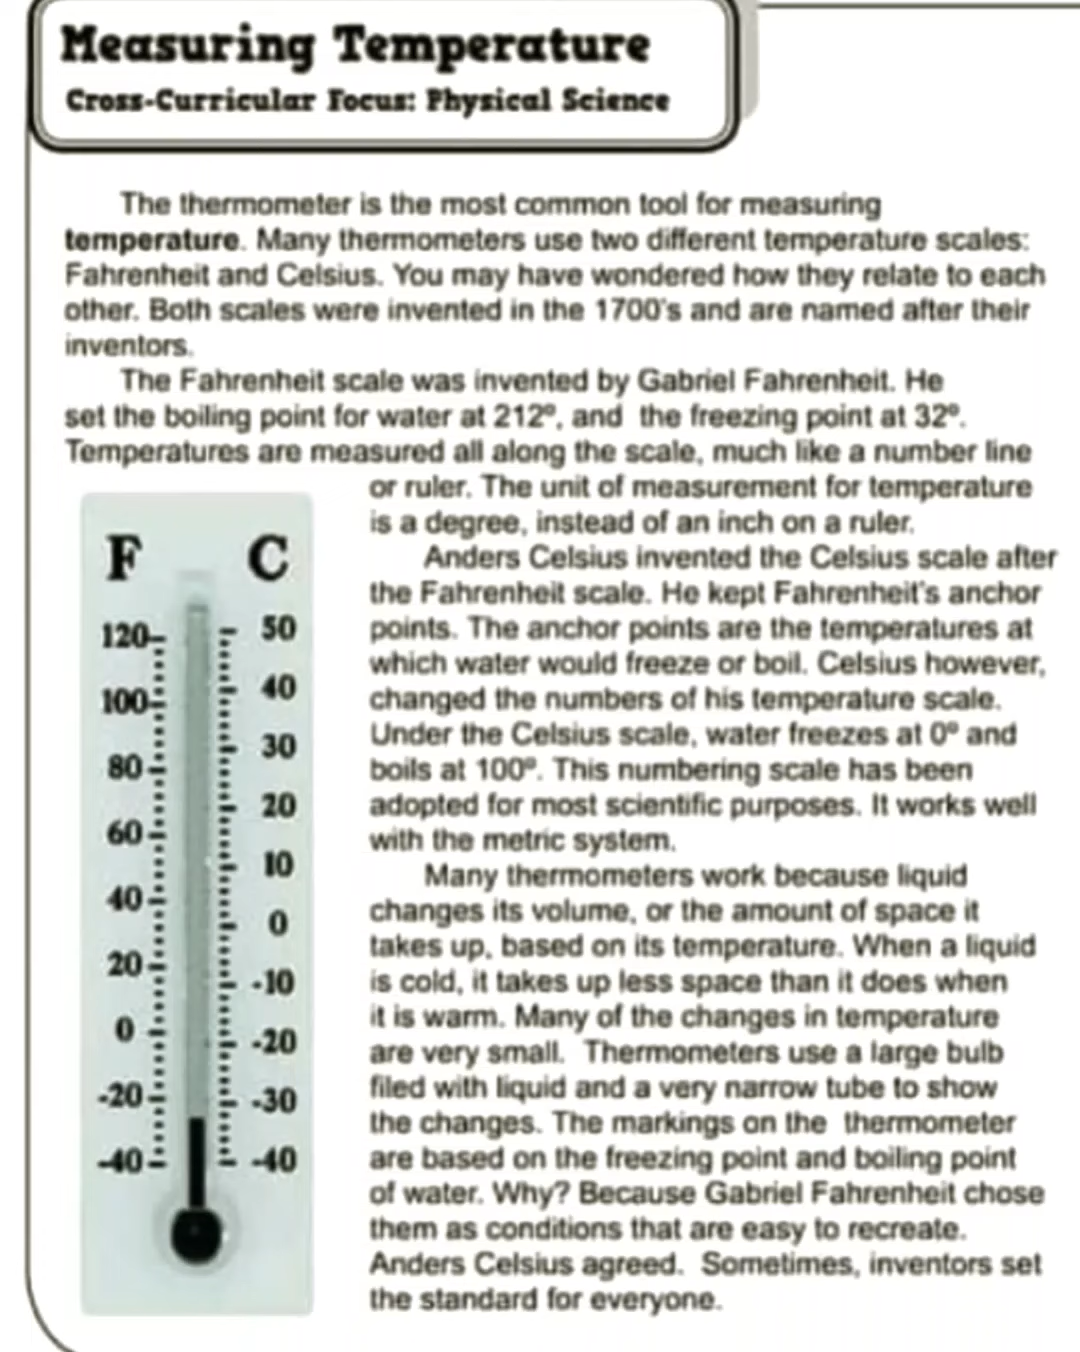 Measuring Temperature
Cross-Curricular Focus: Physical Science
The thermometer is the most common tool for measuring
temperature. Many thermometers use two different temperature scales:
Fahrenheit and Celsius. You may have wondered how they relate to each
other. Both scales were invented in the 1700's and are named after their
inventors.
The Fahrenheit scale was invented by Gabriel Fahrenheit. He
set the boiling point for water at 212º, and the freezing point at 32º.
Temperatures are measured all along the scale, much like a number line
or ruler. The unit of measurement for temperature
is a degree, instead of an inch on a ruler.
Anders Celsius invented the Celsius scale after
the Fahrenheit scale. He kept Fahrenheit's anchor
points. The anchor points are the temperatures at
which water would freeze or boil. Celsius however,
changed the numbers of his temperature scale.
Under the Celsius scale, water freezes at 0º and
boils at 100º. This numbering scale has been
adopted for most scientific purposes. It works well
with the metric system.
Many thermometers work because liquid
changes its volume, or the amount of space it
takes up, based on its temperature. When a liquid
is cold, it takes up less space than it does when
it is warm. Many of the changes in temperature
are very small. Thermometers use a large bulb
filed with liquid and a very narrow tube to show
the changes. The markings on the thermometer
are based on the freezing point and boiling point
of water. Why? Because Gabriel Fahrenheit chose
them as conditions that are easy to recreate.
Anders Celsius agreed. Sometimes, inventors set
the standard for everyone.
F C
120 50
100 40
80 30
60 20
40 10
20 0
0 -10
-20 -20
-40 -30
-40